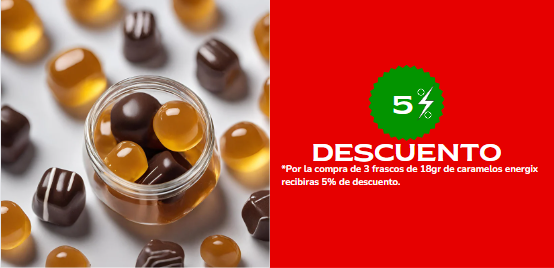 5%
DESCUENTO
*Por la compra de 3 frascos de 18gr de caramelos energix
recibiras 5% de descuento.